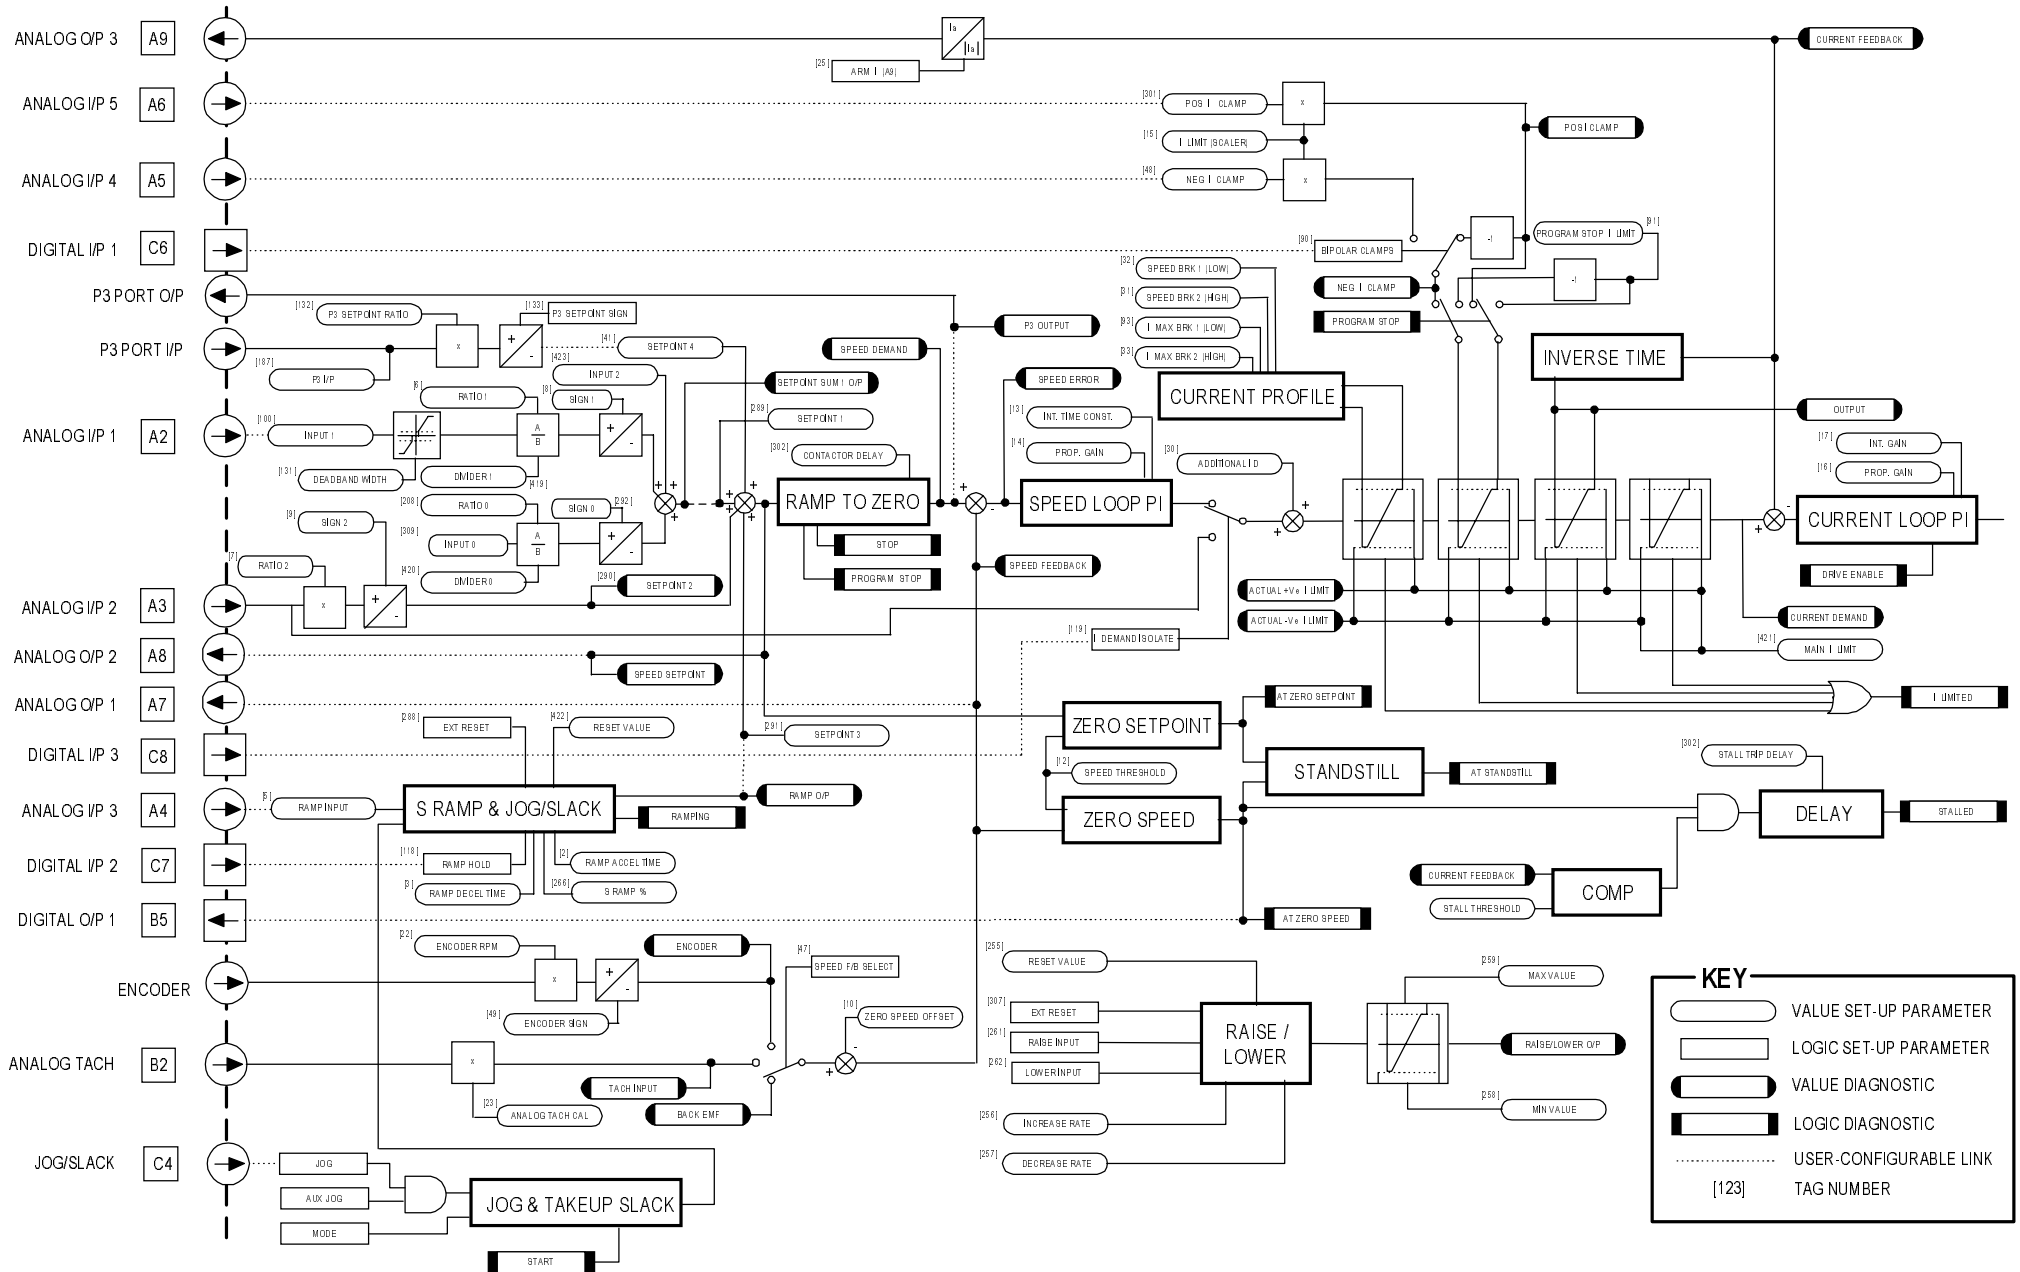 ANALOG O/P 3
A9
Ia
|Ia|
[25]
ARM I (A9)
CURRENT FEEDBACK
ANALOG I/P 5
A6
[301]
POS I CLAMP
x
POS I CLAMP
[15]
I LIMIT (SCALER)
ANALOG I/P 4
A5
[48]
NEG I CLAMP
x
DIGITAL I/P 1
C6
[90]
BIPOLAR CLAMPS
-1
[91]
PROGRAM STOP I LIMIT
-1
NEG I CLAMP
PROGRAM STOP
P3 PORT O/P
[132]
P3 SETPOINT RATIO
x
[133]
P3 SETPOINT SIGN
+
-
P3 OUTPUT
[32]
SPEED BRK 1 (LOW)
[31]
SPEED BRK 2 (HIGH)
[93]
I MAX BRK 1 (LOW)
[33]
I MAX BRK2 (HIGH)
CURRENT PROFILE
INVERSE TIME
P3 PORT I/P
[187]
P3 I/P
[41]
SETPOINT 4
SPEED DEMAND
[423]
INPUT 2
SETPOINT SUM 1 O/P
SPEED ERROR
[6]
RATIO 1
[8]
SIGN 1
[289]
SETPOINT 1
[13]
INT. TIME CONST.
OUTPUT
ANALOG I/P 1
A2
[100]
INPUT 1
A
B
+
-
[302]
CONTACTOR DELAY
[14]
PROP. GAIN
[30]
ADDITIONAL I D
[17]
INT. GAIN
[16]
PROP. GAIN
[131]
DEADBAND WIDTH
DIVIDER 1
[419]
[208]
RATIO 0
SIGN 0
[292]
[9]
SIGN 2
[309]
INPUT 0
A
B
+
-
[420]
DIVIDER 0
+
+
+
+
+
+
RAMP TO ZERO
STOP
PROGRAM STOP
+
-
SPEED LOOP PI
+
+
+
-
CURRENT LOOP PI
DRIVE ENABLE
[7]
RATIO 2
x
+
-
[290]
SETPOINT 2
SPEED FEEDBACK
ACTUAL +Ve I LIMIT
ACTUAL -Ve I LIMIT
CURRENT DEMAND
[421]
MAIN I LIMIT
ANALOG I/P 2
A3
[119]
I DEMAND ISOLATE
ANALOG O/P 2
A8
SPEED SETPOINT
ANALOG O/P 1
A7
AT ZERO SETPOINT
I LIMITED
[288]
EXT RESET
[422]
RESET VALUE
[291]
SETPOINT 3
ZERO SETPOINT
DIGITAL I/P 3
C8
[12]
SPEED THRESHOLD
STANDSTILL
AT STANDSTILL
[302]
STALL TRIP DELAY
ANALOG I/P 3
A4
[5]
RAMP INPUT
S RAMP & JOG/SLACK
RAMP O/P
RAMPING
ZERO SPEED
DELAY
STALLED
DIGITAL I/P 2
C7
[118]
RAMP HOLD
[2]
RAMP ACCEL TIME
[3]
RAMP DECEL TIME
[266]
S RAMP %
CURRENT FEEDBACK
COMP
STALL THRESHOLD
DIGITAL O/P 1
B5
AT ZERO SPEED
[22]
ENCODER RPM
ENCODER
[47]
SPEED F/B SELECT
[255]
RESET VALUE
[259]
MAX VALUE
ENCODER
x
+
-
[49]
ENCODER SIGN
[10]
ZERO SPEED OFFSET
[307]
EXT RESET
[261]
RAISE INPUT
[262]
LOWER INPUT
RAISE /
LOWER
RAISE/LOWER O/P
ANALOG TACH
B2
x
TACH INPUT
-
+
[23]
ANALOG TACH CAL
BACK EMF
[256]
INCREASE RATE
[258]
MIN VALUE
[257]
DECREASE RATE
JOG/SLACK
C4
JOG
AUX JOG
MODE
JOG & TAKEUP SLACK
START
KEY
VALUE SET-UP PARAMETER
LOGIC SET-UP PARAMETER
VALUE DIAGNOSTIC
LOGIC DIAGNOSTIC
USER-CONFIGURABLE LINK
[123]
TAG NUMBER